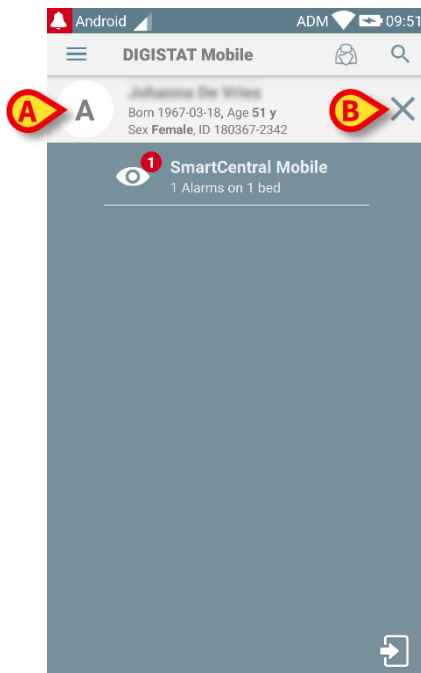 Android ADM 09:51
DIGISTAT Mobile
A A B
Born 1967-03-18, Age 51 y
Sex Female, ID 180367-2342
1
SmartCentral Mobile
1 Alarms on 1 bed